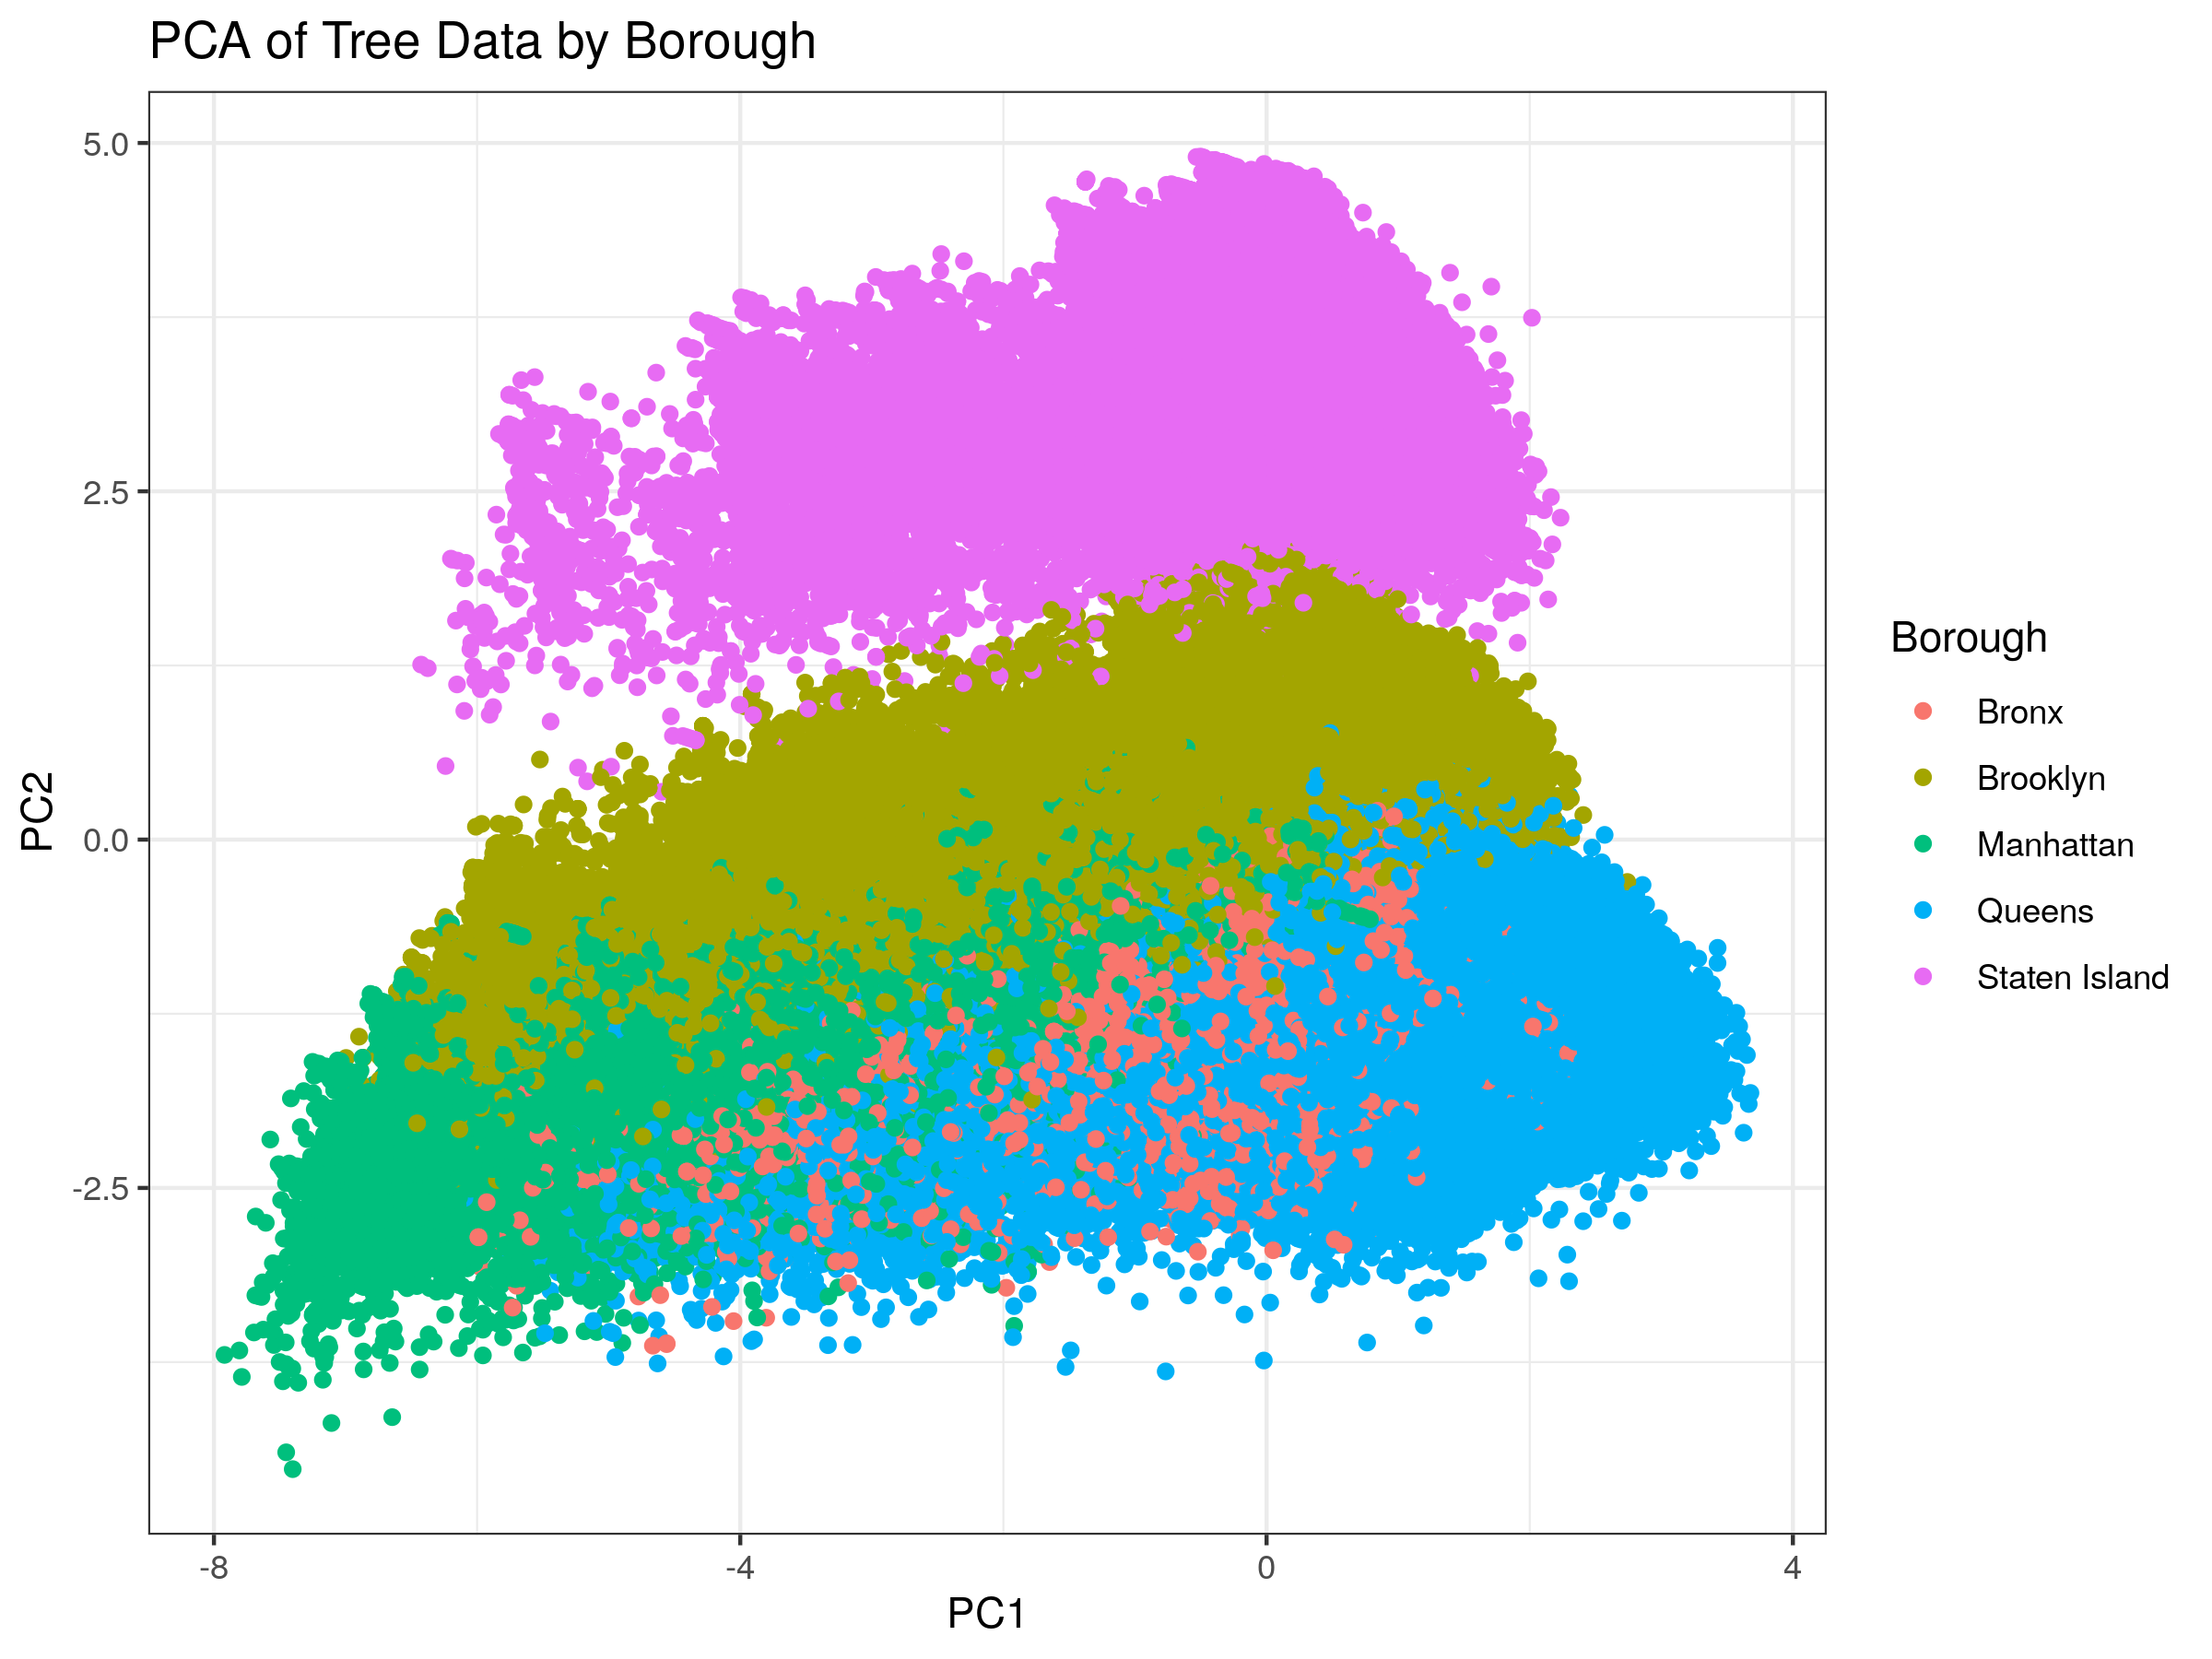 PCA of Tree Data by Borough
5.0
2.5
0.0
-2.5
PC2
-8
-4
0
4
PC1
Borough
Bronx
Brooklyn
Manhattan
Queens
Staten Island